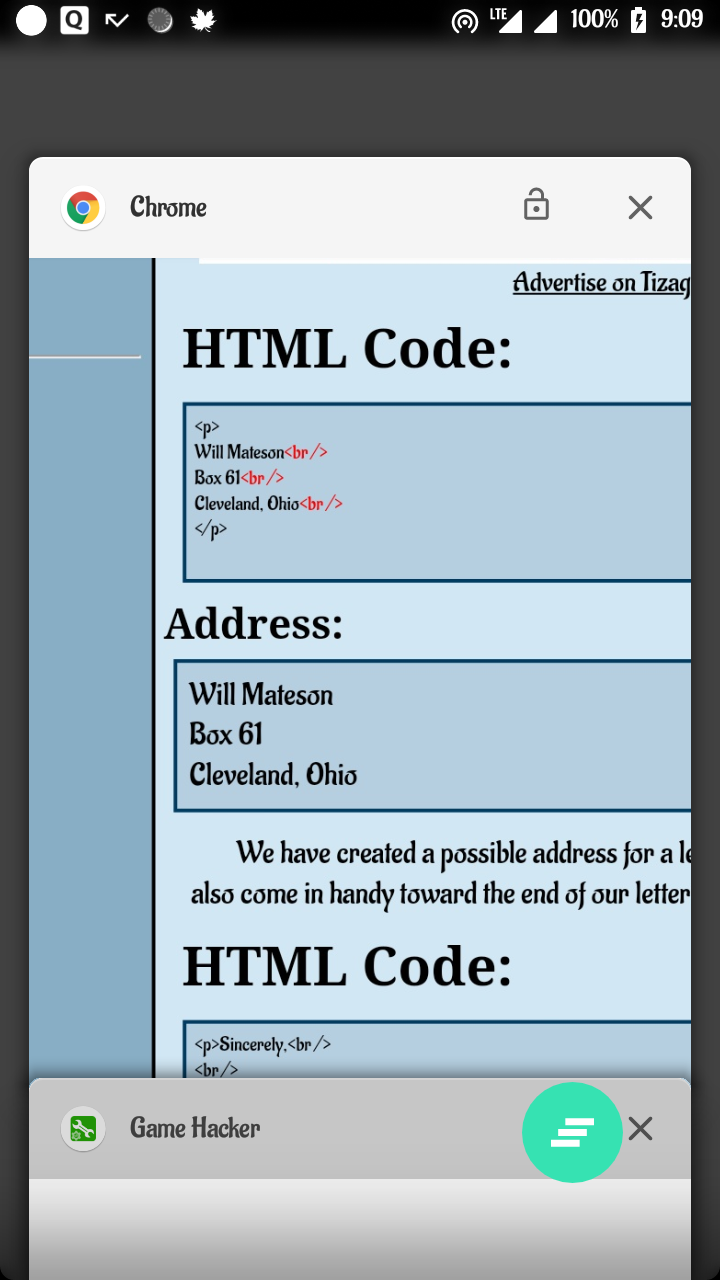 Q LTE 100% 9:09
Chrome
Advertise on Tizag
HTML Code:
<p>
Will Mateson<br/>
Box 61<br/>
Cleveland, Ohio<br/>
</p>
Address:
Will Mateson
Box 61
Cleveland, Ohio
We have created a possible address for a le
also come in handy toward the end of our letter
HTML Code:
<p>Sincerely,<br/>
<br/>
Game Hacker